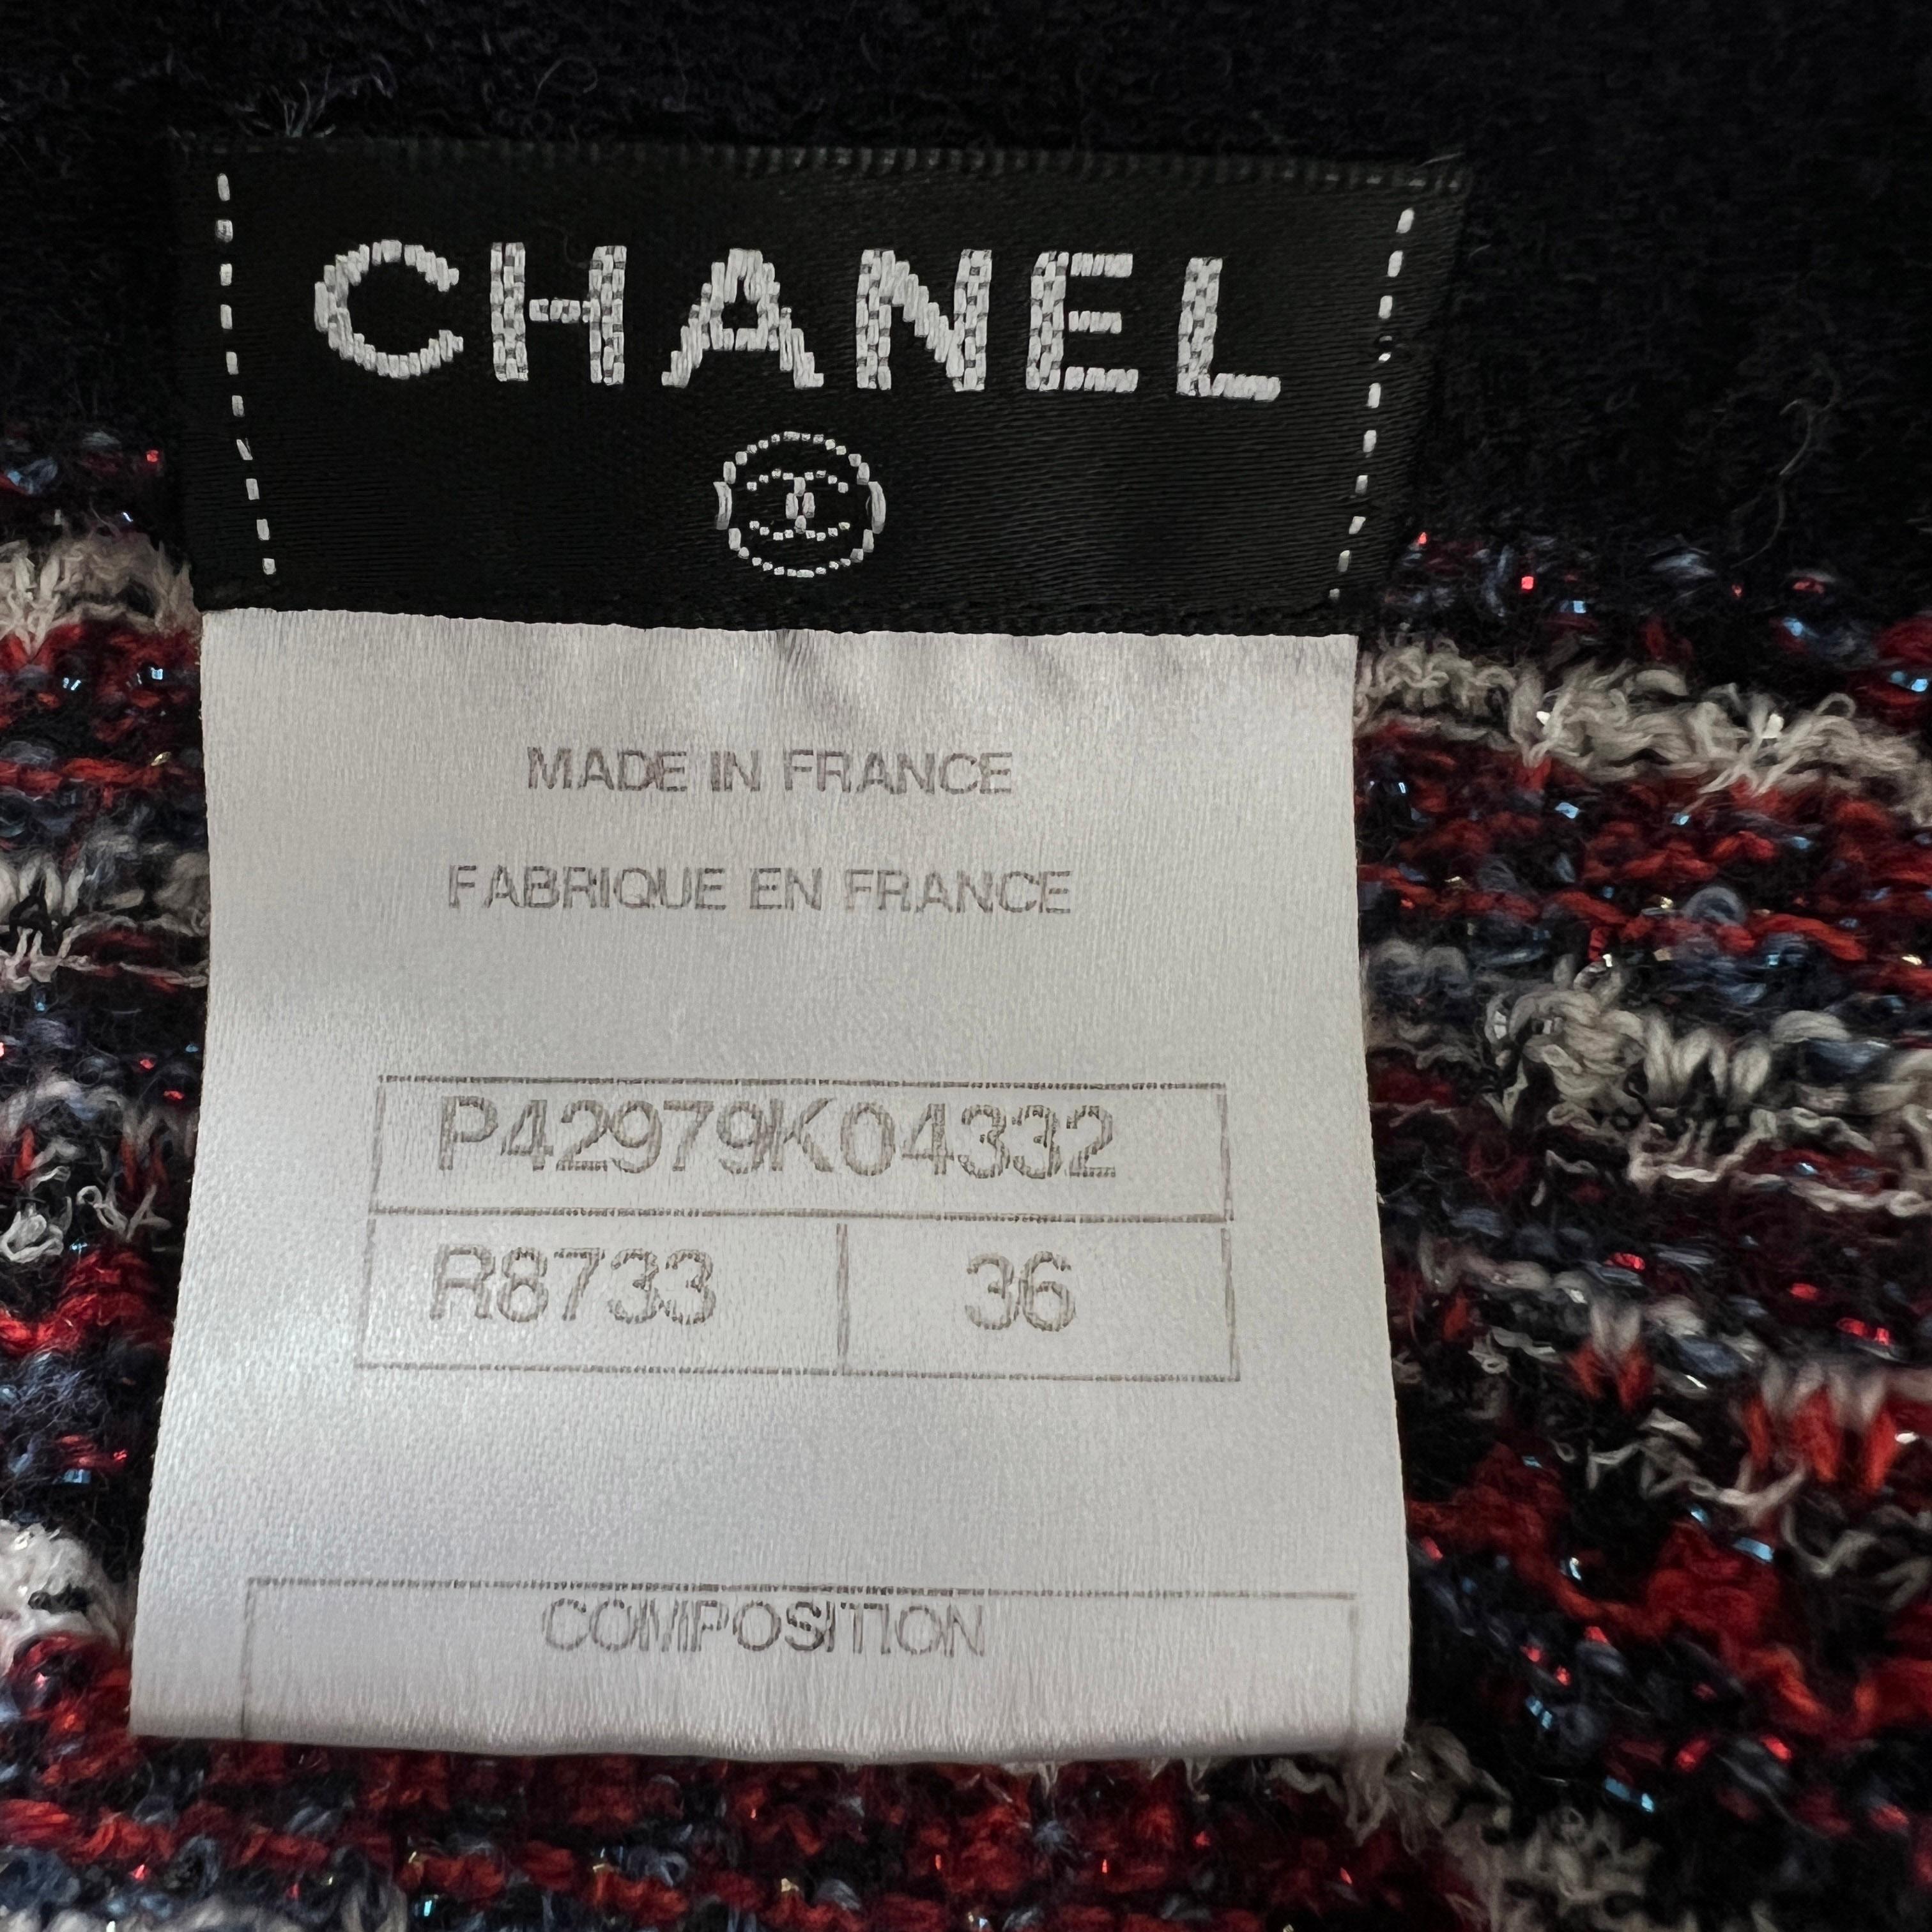 CHANEL
MADE IN FRANCE
FABRIQUE EN FRANCE
P42979K04332
R8733 36
COMPOSITION